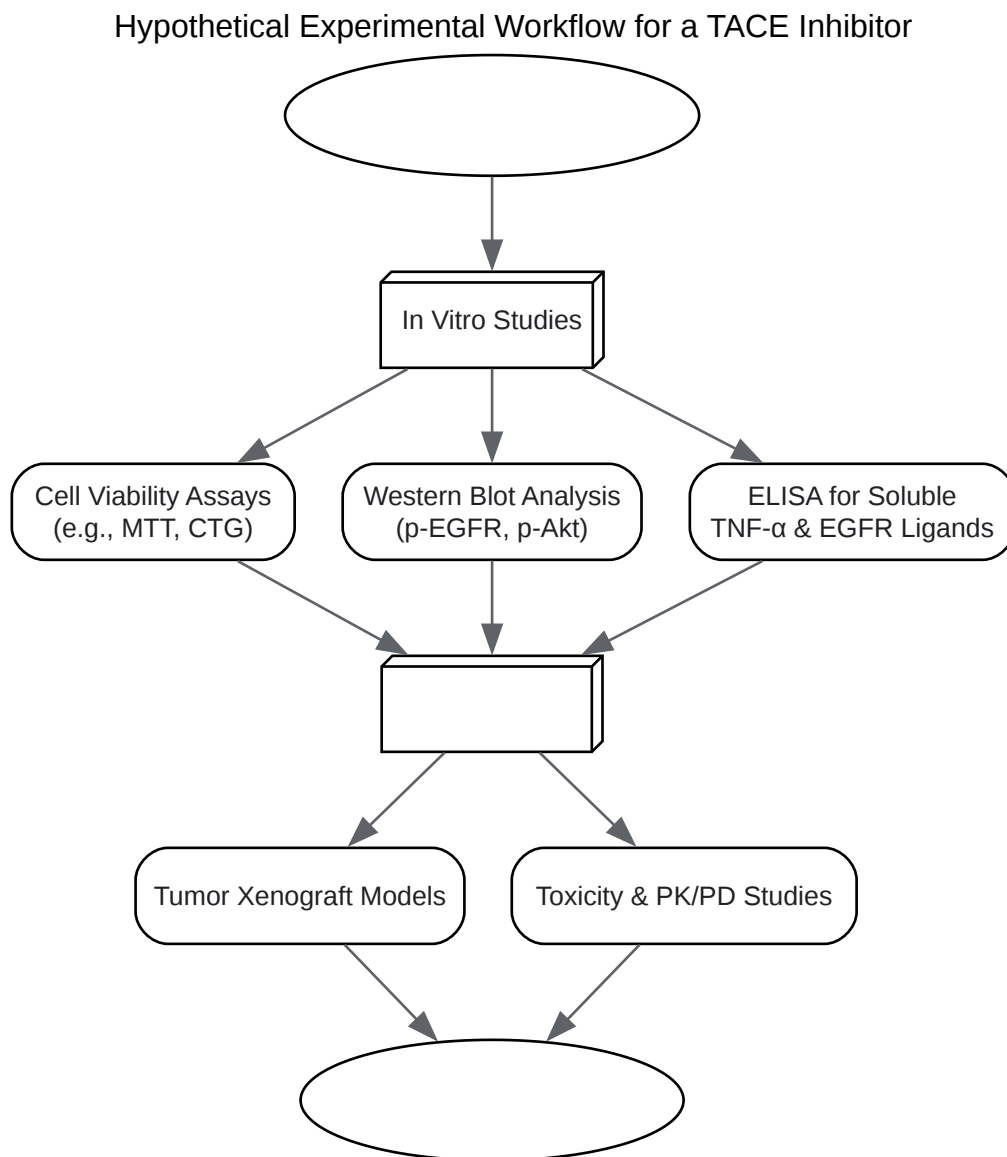 Hypothetical Experimental Workflow for a TACE Inhibitor
In Vitro Studies
Cell Viability Assays
(e.g., MTT, CTG)
Western Blot Analysis
(p-EGFR, p-Akt)
ELISA for Soluble
TNF-α & EGFR Ligands
Tumor Xenograft Models
Toxicity & PK/PD Studies